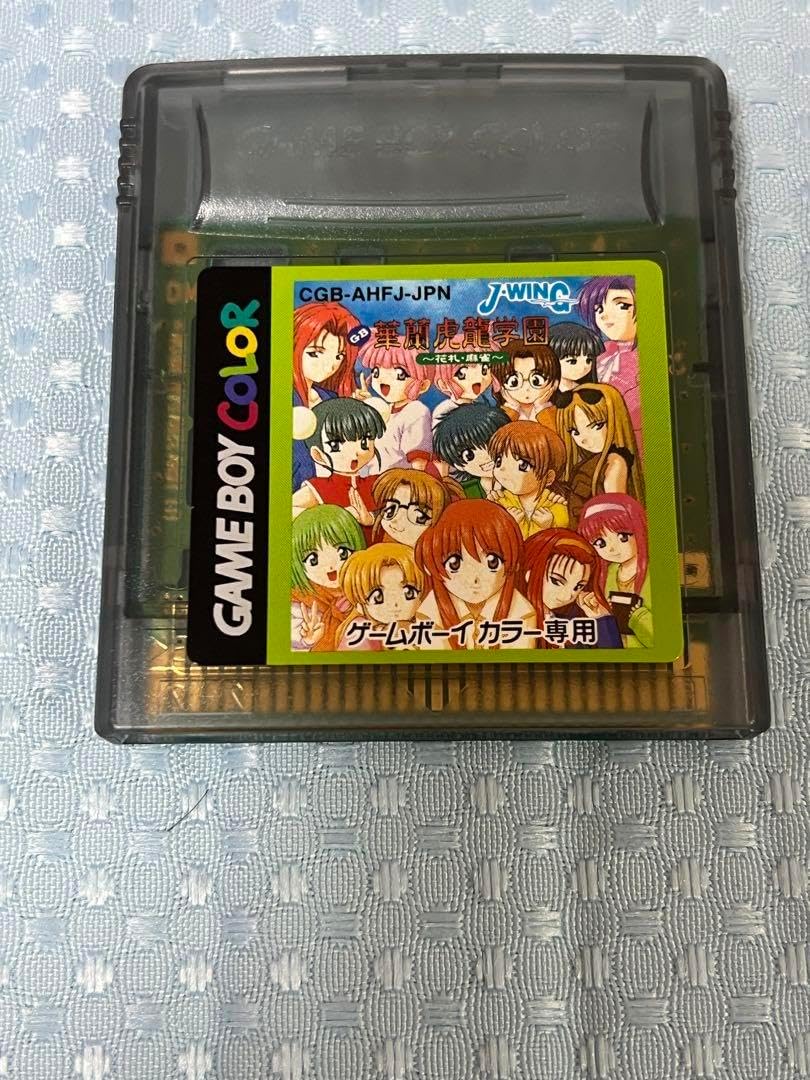 GAME BOY COLOR
CGB-AHFJ-JPN
J-WING
GB
華蘭虎龍学園
～花札・麻雀～
ゲームボーイ カラー専用